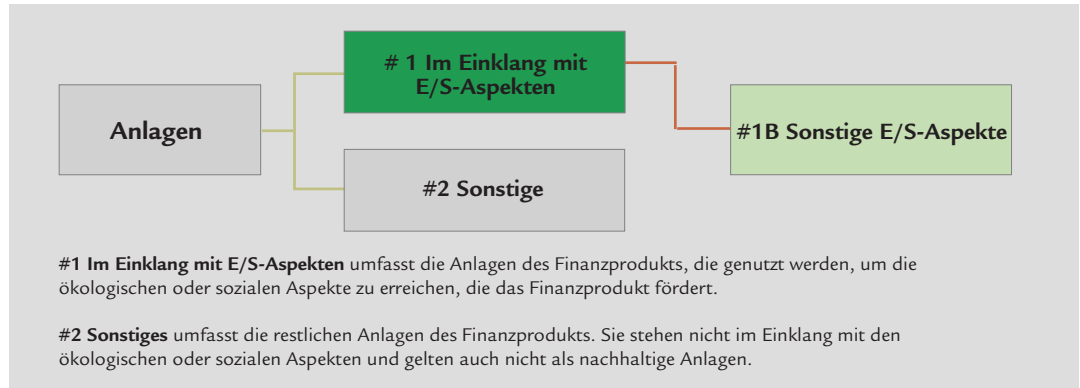 # 1 Im Einklang mit
E/S-Aspekten
Anlagen
#1B Sonstige E/S-Aspekte
#2 Sonstige
#1 Im Einklang mit E/S-Aspekten umfasst die Anlagen des Finanzprodukts, die genutzt werden, um die
ökologischen oder sozialen Aspekte zu erreichen, die das Finanzprodukt fördert.
#2 Sonstiges umfasst die restlichen Anlagen des Finanzprodukts. Sie stehen nicht im Einklang mit den
ökologischen oder sozialen Aspekten und gelten auch nicht als nachhaltige Anlagen.